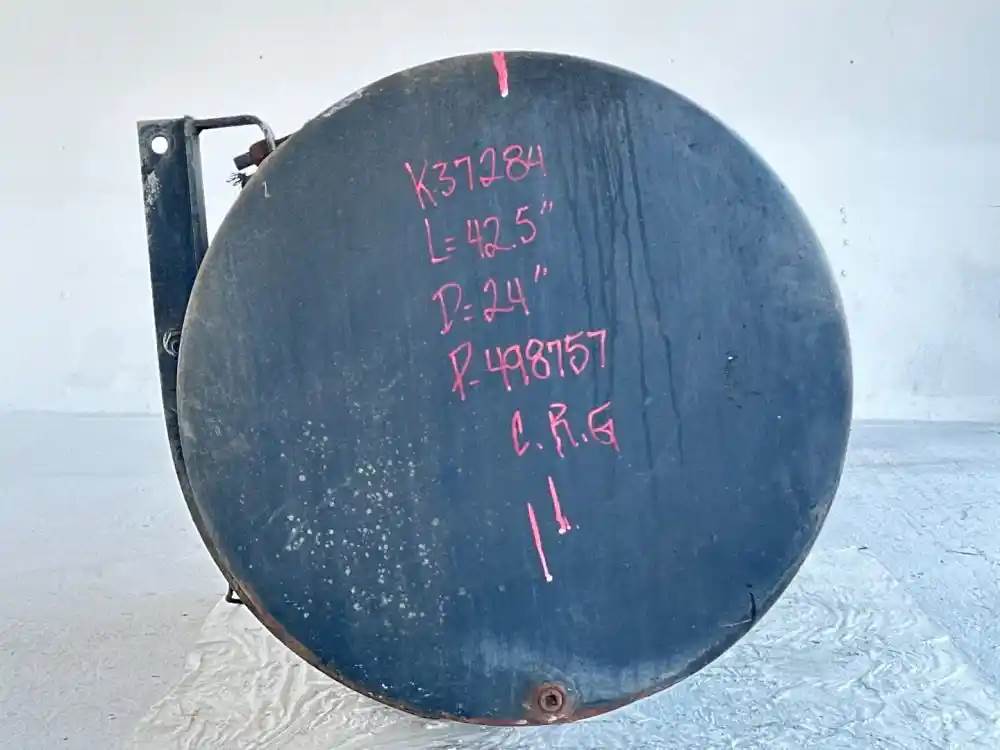 K37284
L= 42.5"
D= 24"
P-498757
C.R.G